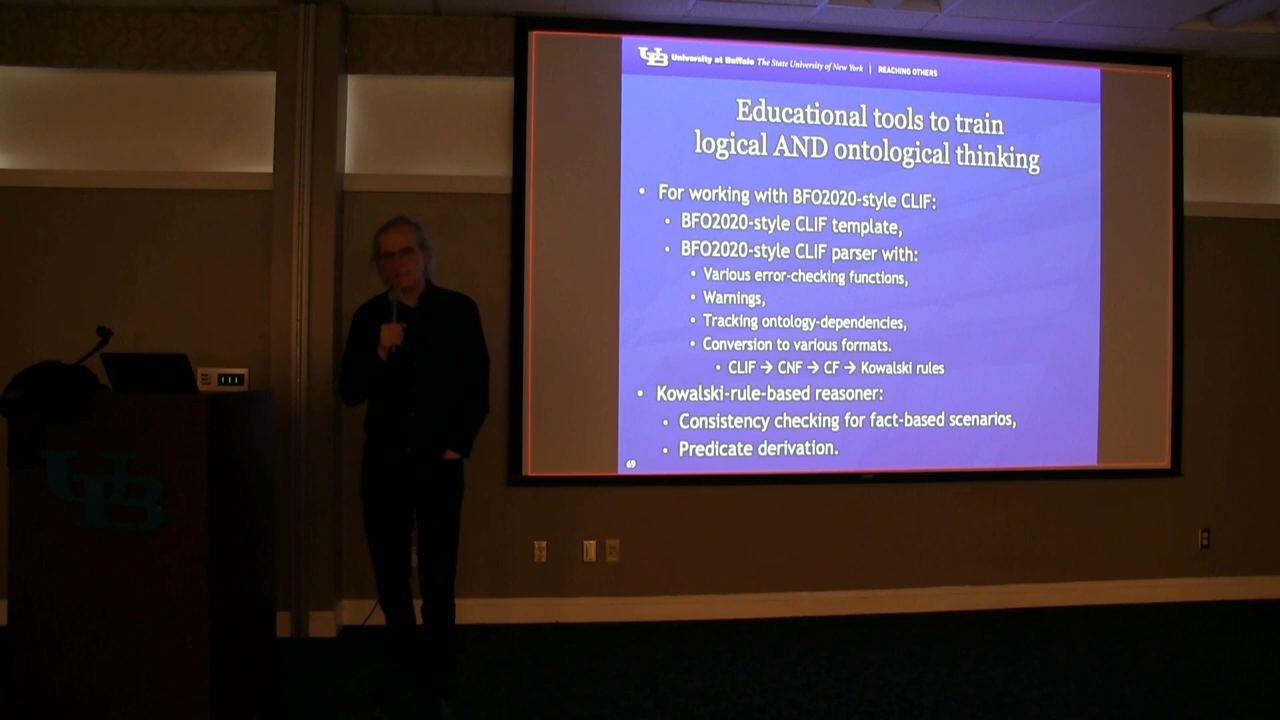 UB University at Buffalo The State University of New York | REACHING OTHERS
Educational tools to train
logical AND ontological thinking
• For working with BFO2020-style CLIF:
• BFO2020-style CLIF template,
• BFO2020-style CLIF parser with:
• Various error-checking functions,
• Warnings,
• Tracking ontology-dependencies,
• Conversion to various formats.
• CLIF → CNF → CF → Kowalski rules
• Kowalski-rule-based reasoner:
• Consistency checking for fact-based scenarios,
• Predicate derivation.
69
UB